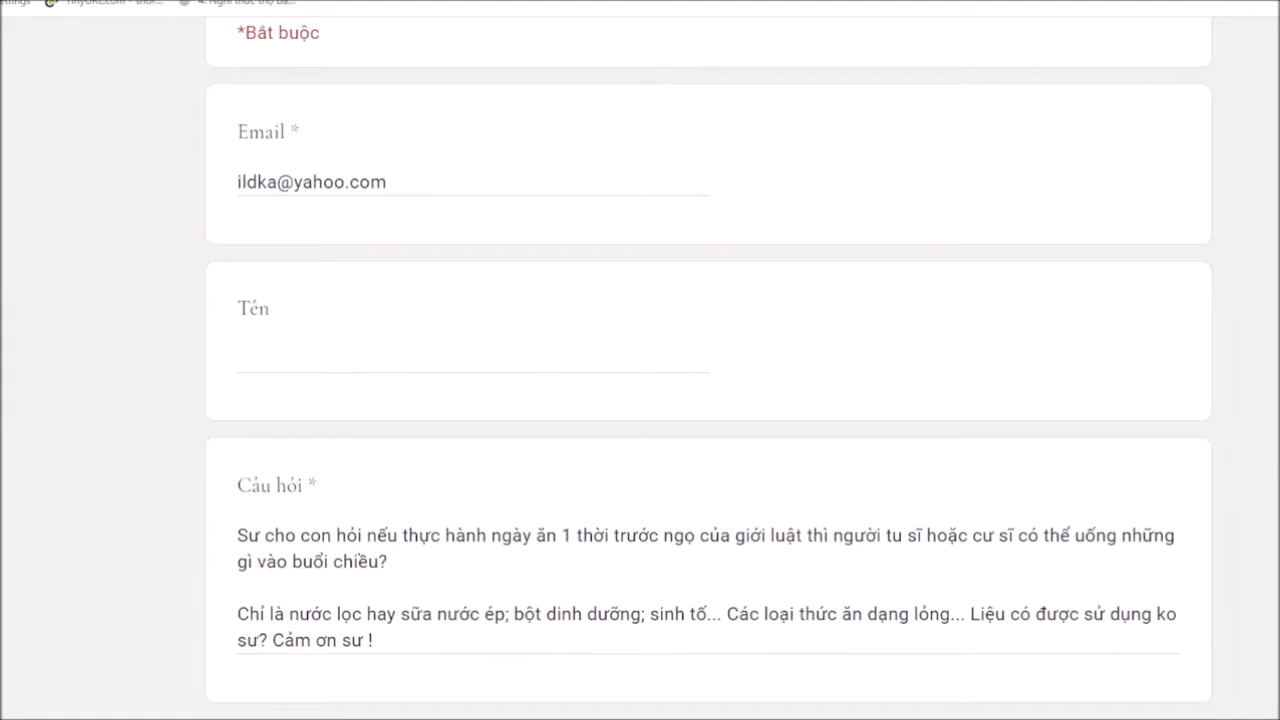 *Bắt buộc
Email *
ildka@yahoo.com
Tên
Câu hỏi *
Sư cho con hỏi nếu thực hành ngày ăn 1 thời trước ngọ của giới luật thì người tu sĩ hoặc cư sĩ có thể uống những
gì vào buổi chiều?
Chỉ là nước lọc hay sữa nước ép; bột dinh dưỡng; sinh tố... Các loại thức ăn dạng lỏng... Liệu có được sử dụng ko
sư? Cảm ơn sư !